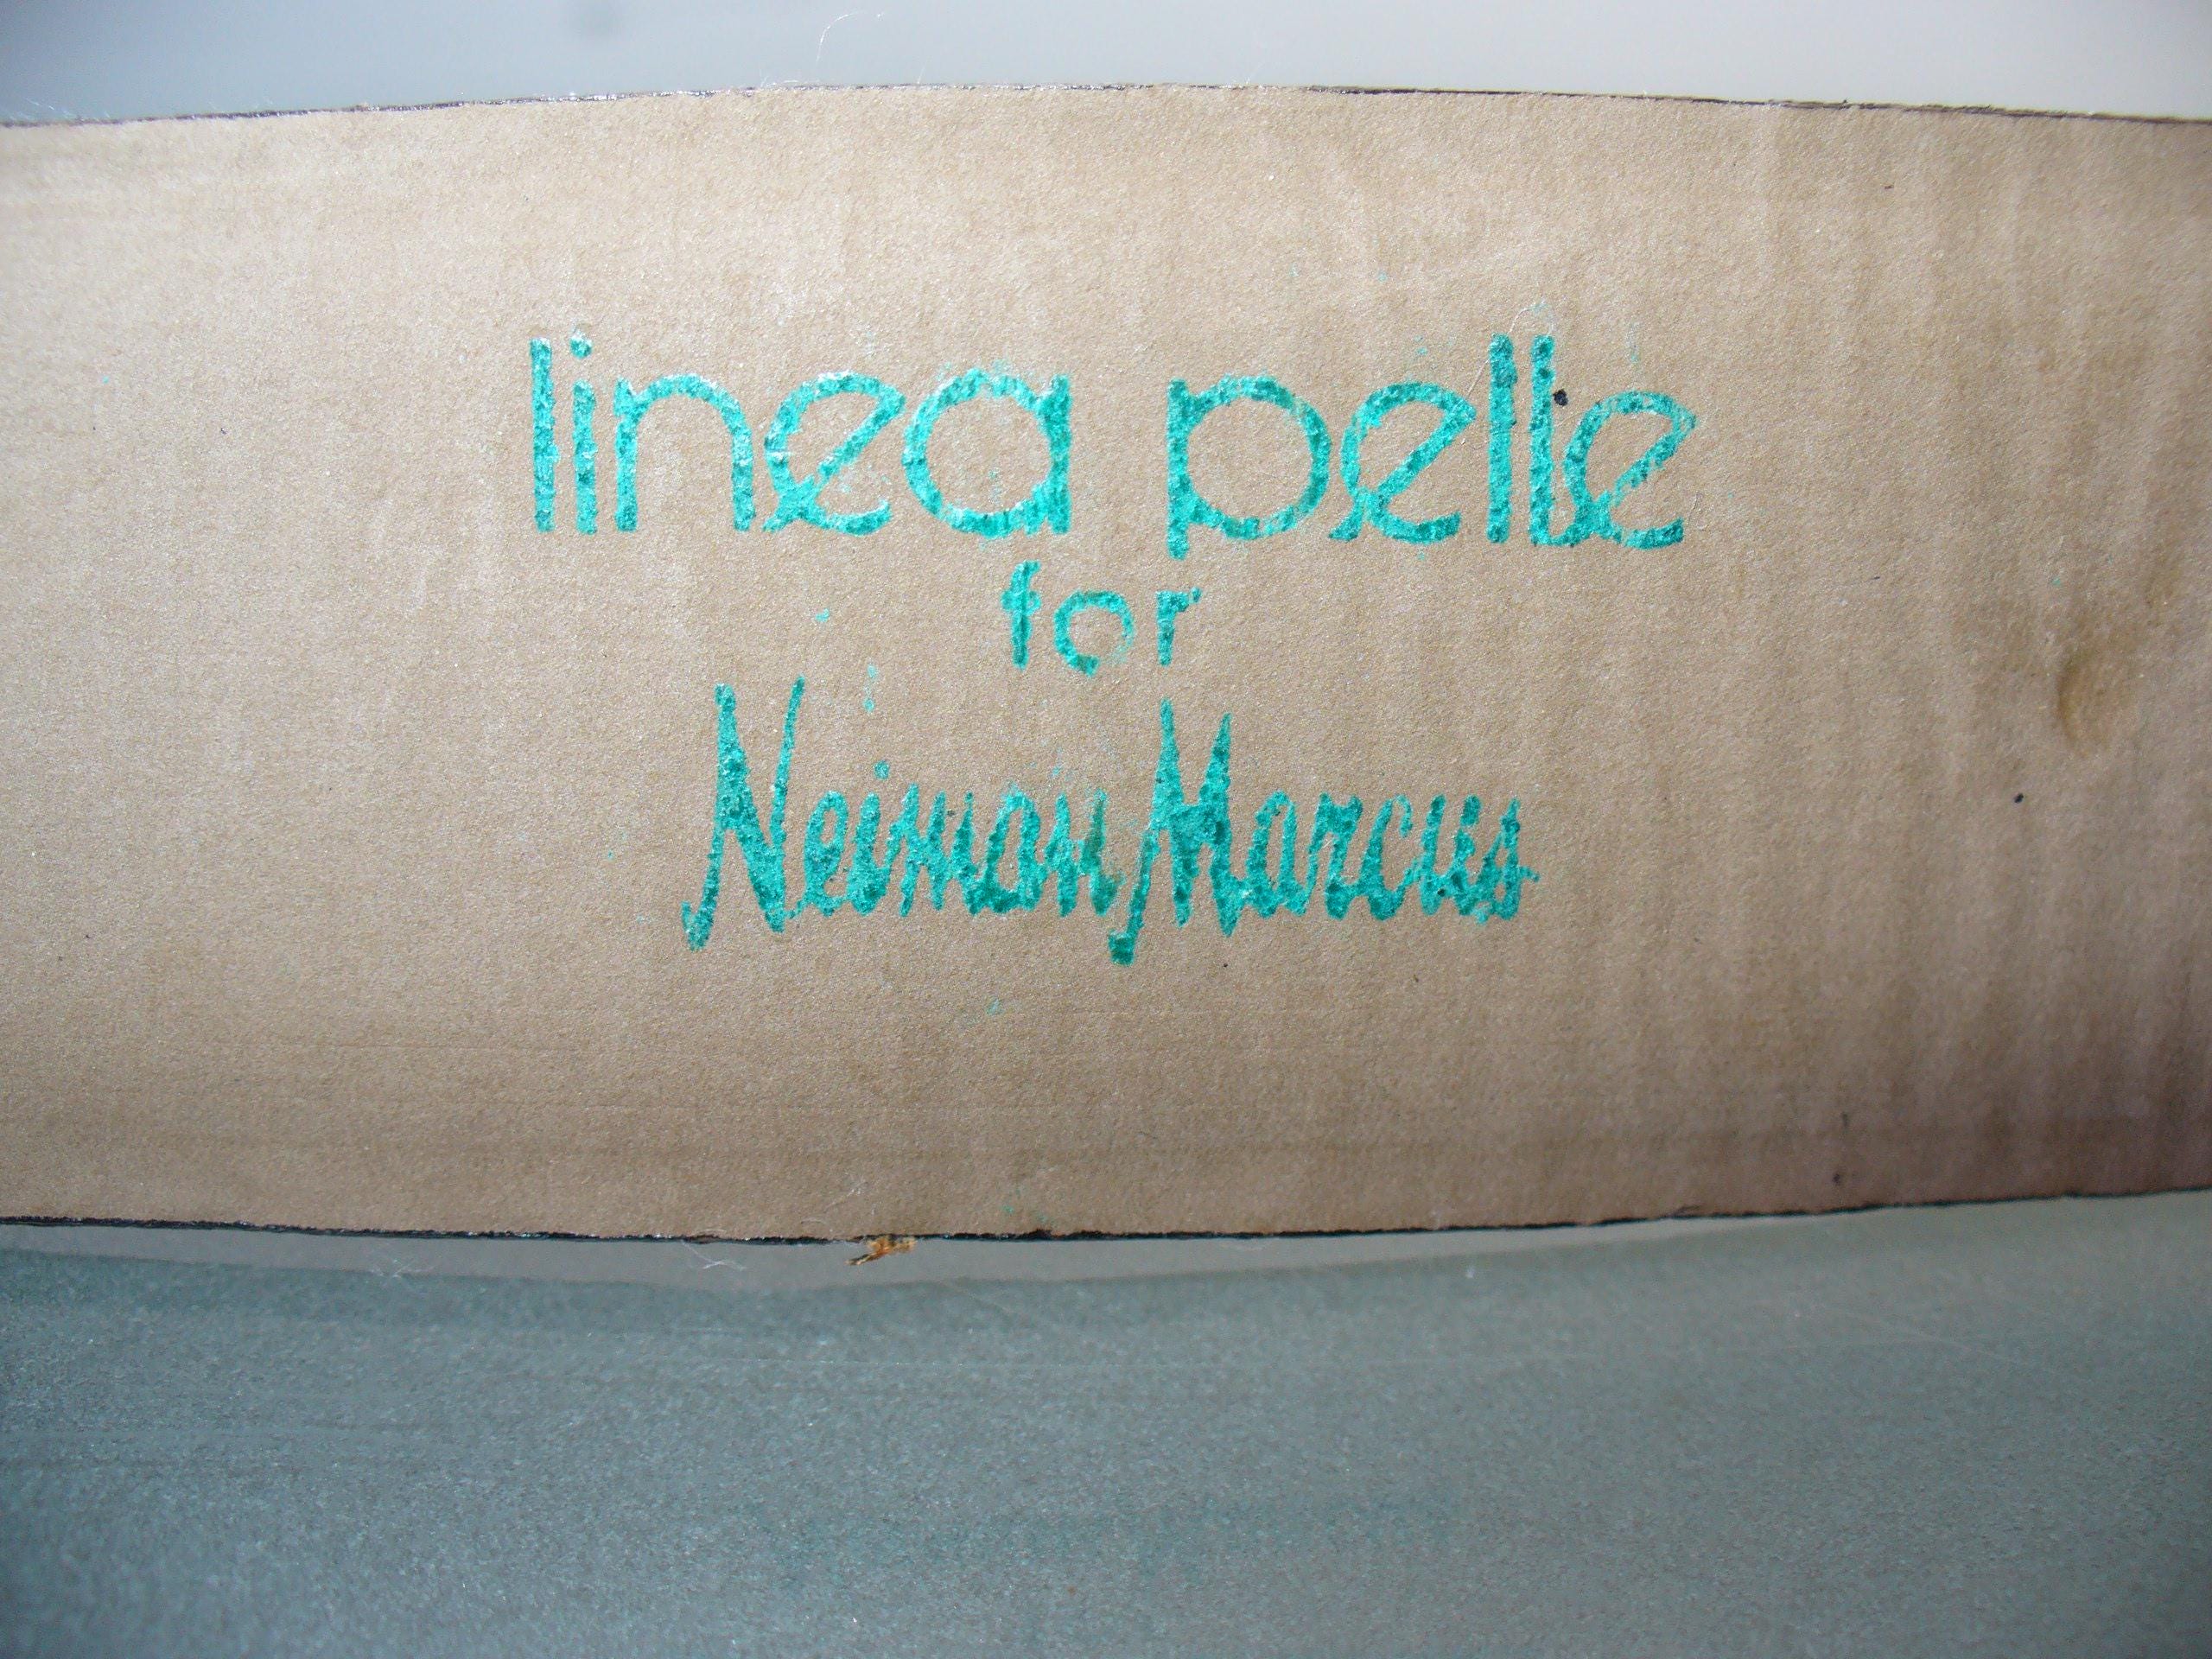 linea pelle
for
Neiman Marcus